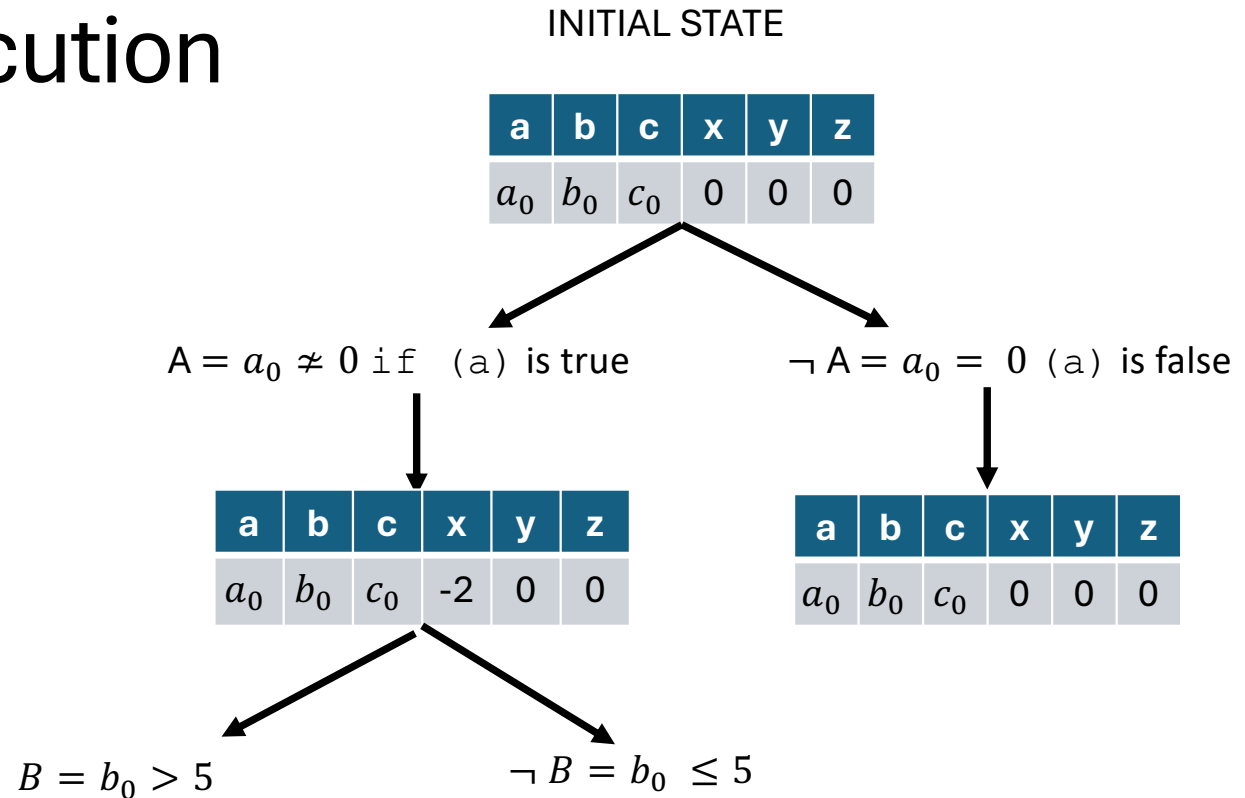 cution
INITIAL STATE
a b c x y z
a₀ b₀ c₀ 0 0 0
A = a₀ ≄ 0 if (a) is true
¬ A = a₀ = 0 (a) is false
a b c x y z
a₀ b₀ c₀ -2 0 0
a b c x y z
a₀ b₀ c₀ 0 0 0
B = b₀ > 5
¬ B = b₀ ≤ 5